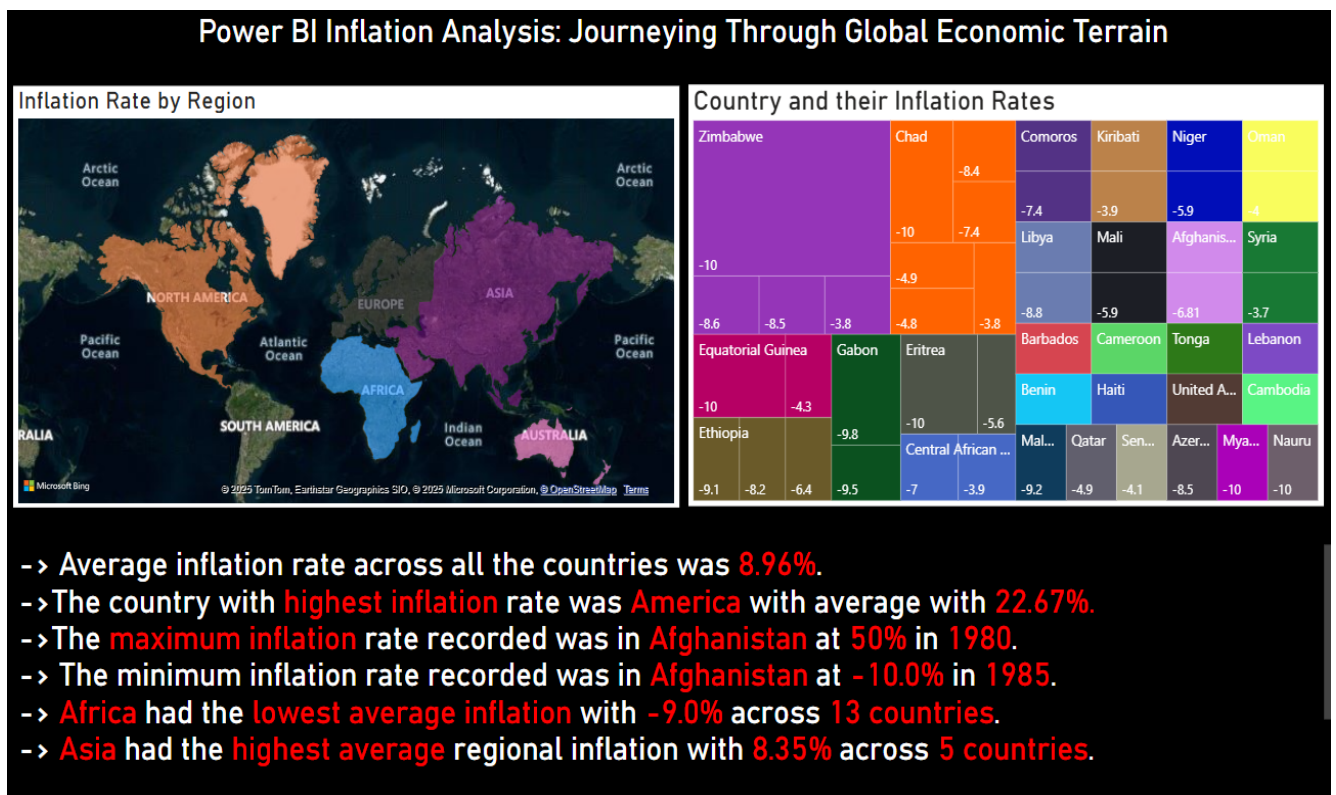 Power BI Inflation Analysis: Journeying Through Global Economic Terrain
Inflation Rate by Region
Arctic
Ocean
Arctic
Ocean
NORTH AMERICA
EUROPE
ASIA
Pacific
Ocean
Atlantic
Ocean
Pacific
Ocean
AFRICA
SOUTH AMERICA
Indian
Ocean
RALIA
AUSTRALIA
Microsoft Bing
© 2025 TomTom, Earthstar Geographics SIO, © 2025 Microsoft Corporation, © OpenStreetMap Terms
Country and their Inflation Rates
Zimbabwe
-10
-8.6 -8.5 -3.8
Chad
-8.4
-10 -7.4
-4.9
-4.8 -3.8
Equatorial Guinea
-10 -4.3
Gabon
-9.8
-9.5
Eritrea
-10 -5.6
Ethiopia
-9.1 -8.2 -6.4
Central African ...
-7 -3.9
Comoros Kiribati Niger Oman
-7.4 -3.9 -5.9 -4
Libya Mali Afghanis... Syria
-8.8 -5.9 -6.81 -3.7
Barbados Cameroon Tonga Lebanon
Benin Haiti United A... Cambodia
Mal... Qatar Sen... Azer... Mya... Nauru
-9.2 -4.9 -4.1 -8.5 -10 -10
-> Average inflation rate across all the countries was 8.96%.
->The country with highest inflation rate was America with average with 22.67%.
-> The maximum inflation rate recorded was in Afghanistan at 50% in 1980.
-> The minimum inflation rate recorded was in Afghanistan at -10.0% in 1985.
-> Africa had the lowest average inflation with -9.0% across 13 countries.
-> Asia had the highest average regional inflation with 8.35% across 5 countries.